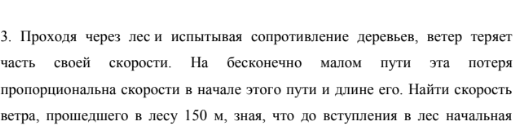 3. Проходя через лес и испытывая сопротивление деревьев, ветер теряет
часть своей скорости. На бесконечно малом пути эта потеря
пропорциональна скорости в начале этого пути и длине его. Найти скорость
ветра, прошедшего в лесу 150 м, зная, что до вступления в лес начальная